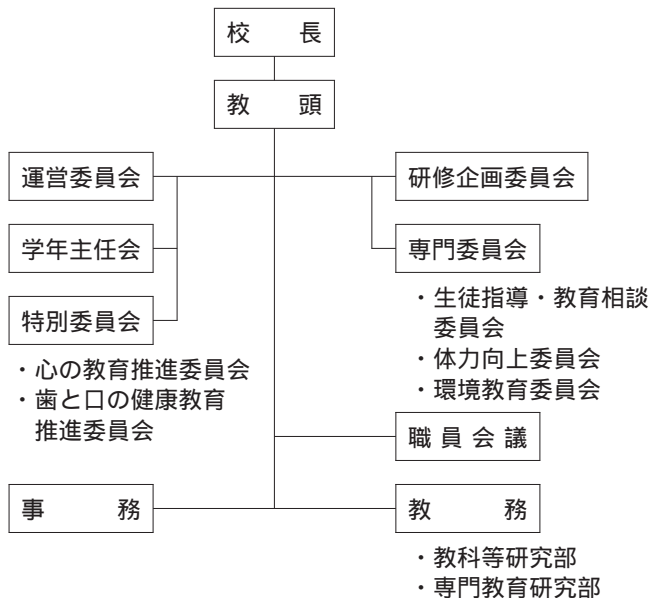 校　　長
教　　頭
運営委員会
研修企画委員会
学年主任会
専門委員会
・生徒指導・教育相談
委員会
・体力向上委員会
・環境教育委員会
特別委員会
・心の教育推進委員会
・歯と口の健康教育
推進委員会
職 員 会 議
事　　　務
教　　　務
・教科等研究部
・専門教育研究部